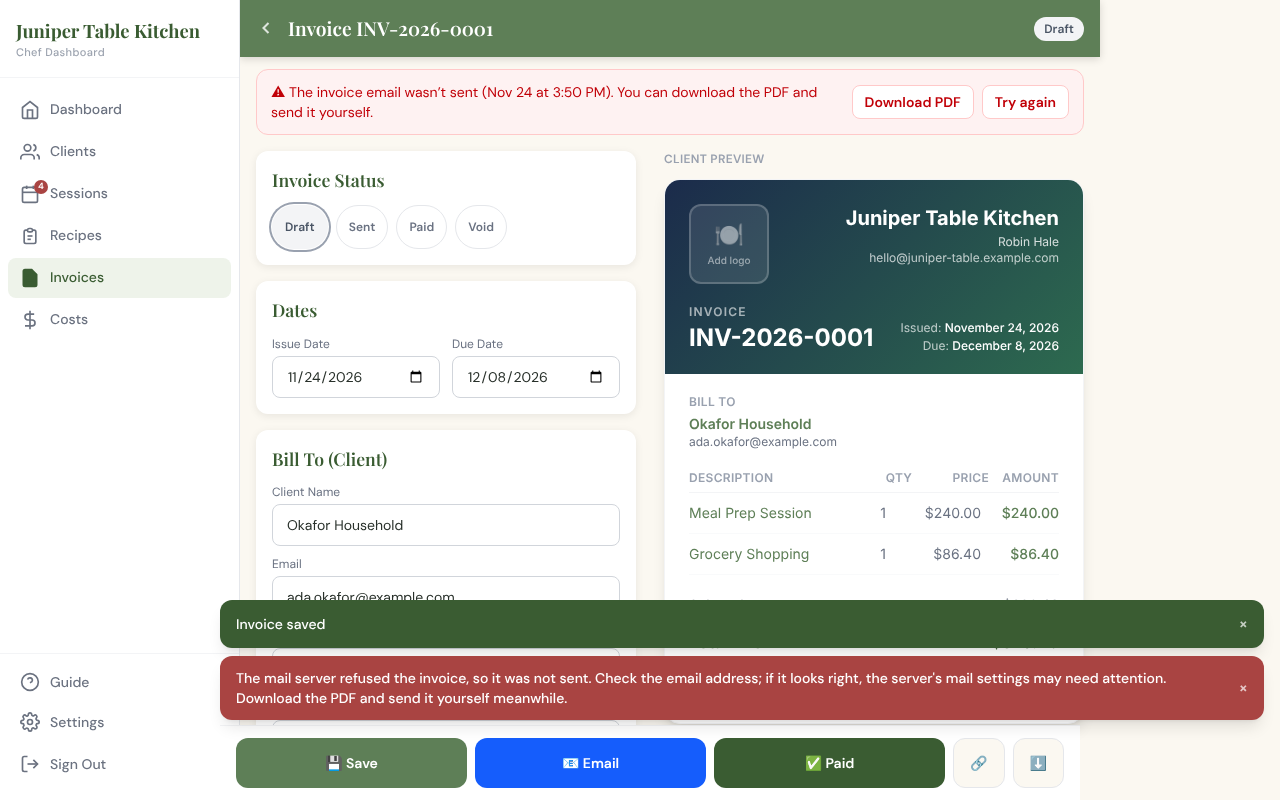 Juniper Table Kitchen
Chef Dashboard
Dashboard
Clients
4
Sessions
Recipes
Invoices
Costs
Guide
Settings
Sign Out
Invoice INV-2026-0001
Draft
⚠ The invoice email wasn’t sent (Nov 24 at 3:50 PM). You can download the PDF and
send it yourself.
Download PDF
Try again
Invoice Status
Draft
Sent
Paid
Void
Dates
Issue Date
Due Date
11/24/2026
12/08/2026
Bill To (Client)
Client Name
Okafor Household
Email
ada.okafor@example.com
CLIENT PREVIEW
Add logo
Juniper Table Kitchen
Robin Hale
hello@juniper-table.example.com
INVOICE
INV-2026-0001
Issued: November 24, 2026
Due: December 8, 2026
BILL TO
Okafor Household
ada.okafor@example.com
DESCRIPTION QTY PRICE AMOUNT
Meal Prep Session 1 $240.00 $240.00
Grocery Shopping 1 $86.40 $86.40
Invoice saved ×
The mail server refused the invoice, so it was not sent. Check the email address; if it looks right, the server's mail settings may need attention.
Download the PDF and send it yourself meanwhile. ×
💾 Save
📧 Email
✅ Paid